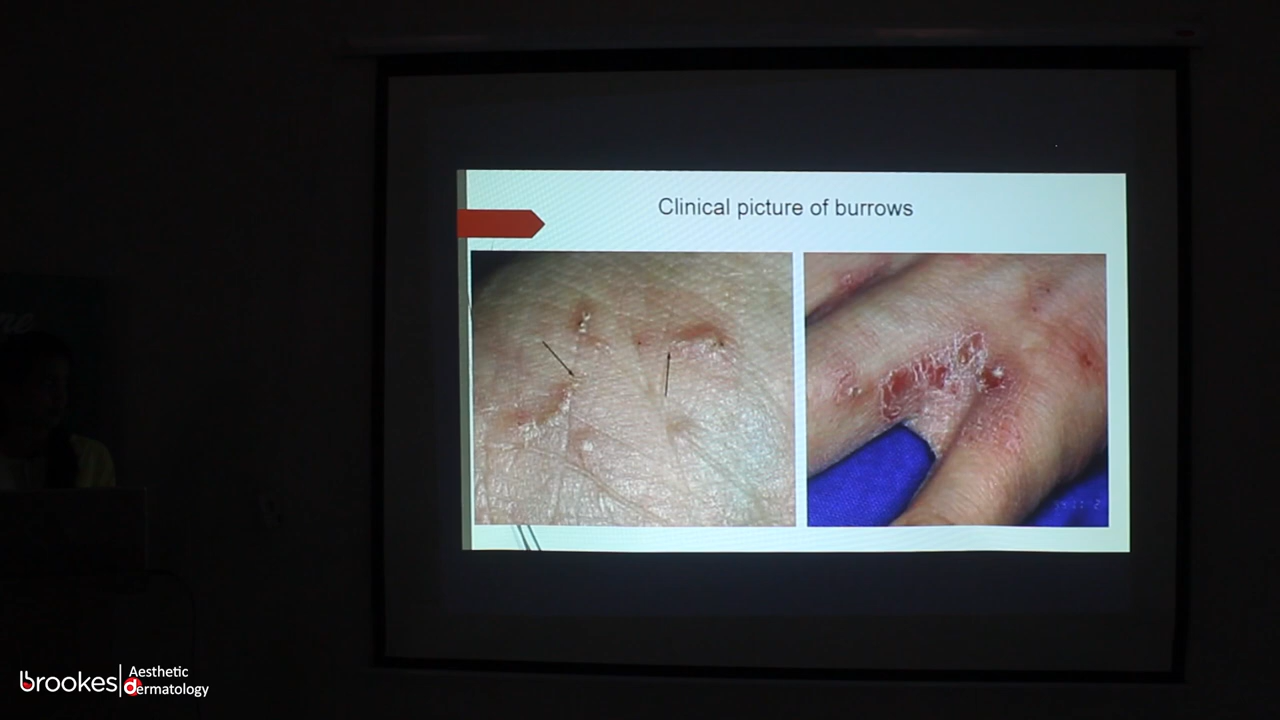 Clinical picture of burrows
brookes
Aesthetic
dermatology